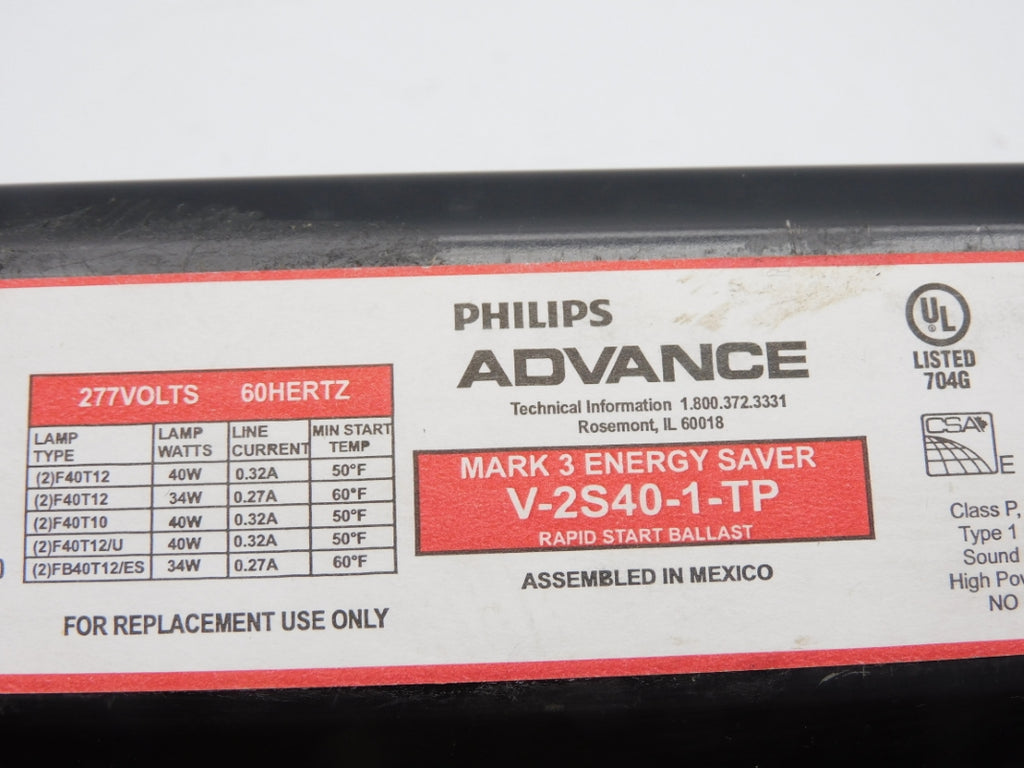 PHILIPS
ADVANCE
Technical Information 1.800.372.3331
Rosemont, IL 60018
MARK 3 ENERGY SAVER
V-2S40-1-TP
RAPID START BALLAST
ASSEMBLED IN MEXICO
277VOLTS 60HERTZ
LAMP TYPE LAMP WATTS LINE CURRENT MIN START TEMP
(2)F40T12 40W 0.32A 50°F
(2)F40T12 34W 0.27A 60°F
(2)F40T10 40W 0.32A 50°F
(2)F40T12/U 40W 0.32A 50°F
(2)FB40T12/ES 34W 0.27A 60°F
FOR REPLACEMENT USE ONLY
UL
LISTED
704G
CSA
E
Class P,
Type 1
Sound
High
NO